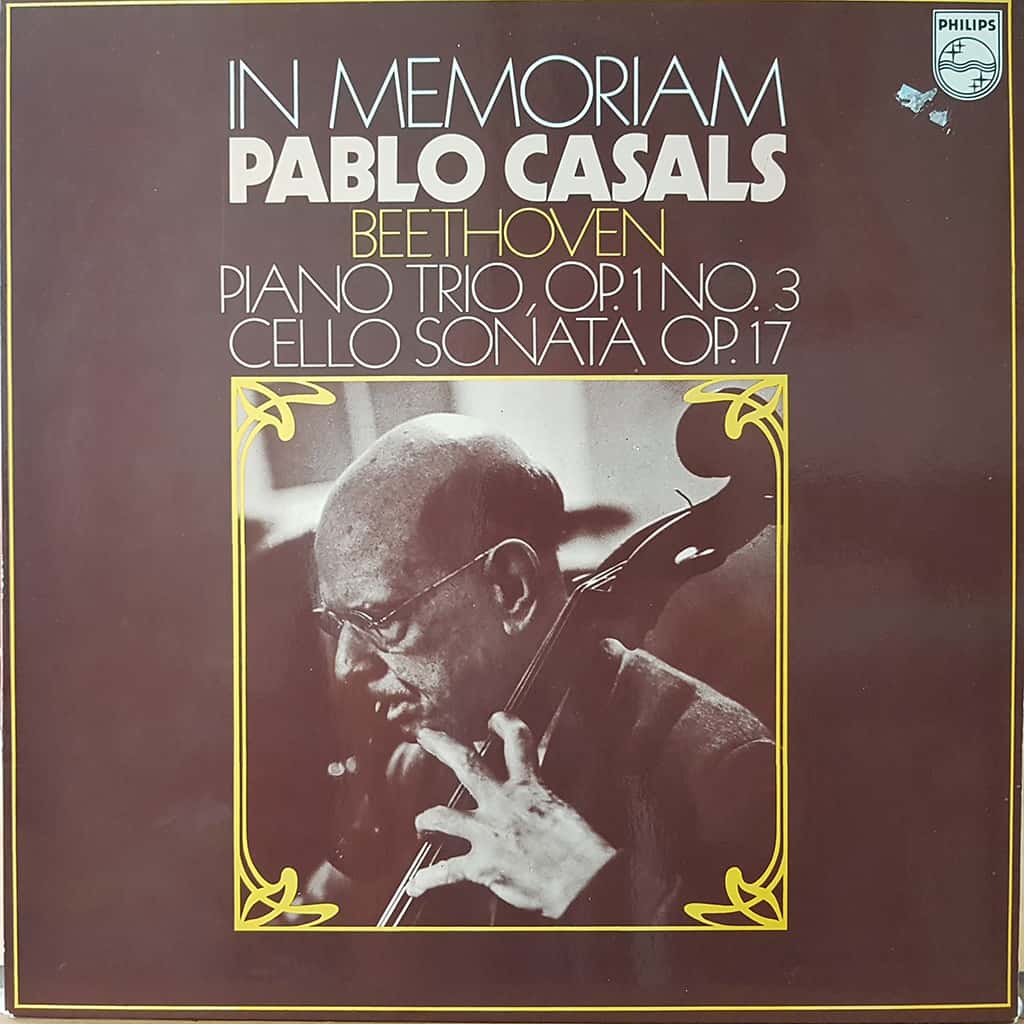 PHILIPS
IN MEMORIAM
PABLO CASALS
BEETHOVEN
PIANO TRIO, OP.1 NO. 3
CELLO SONATA OP.17